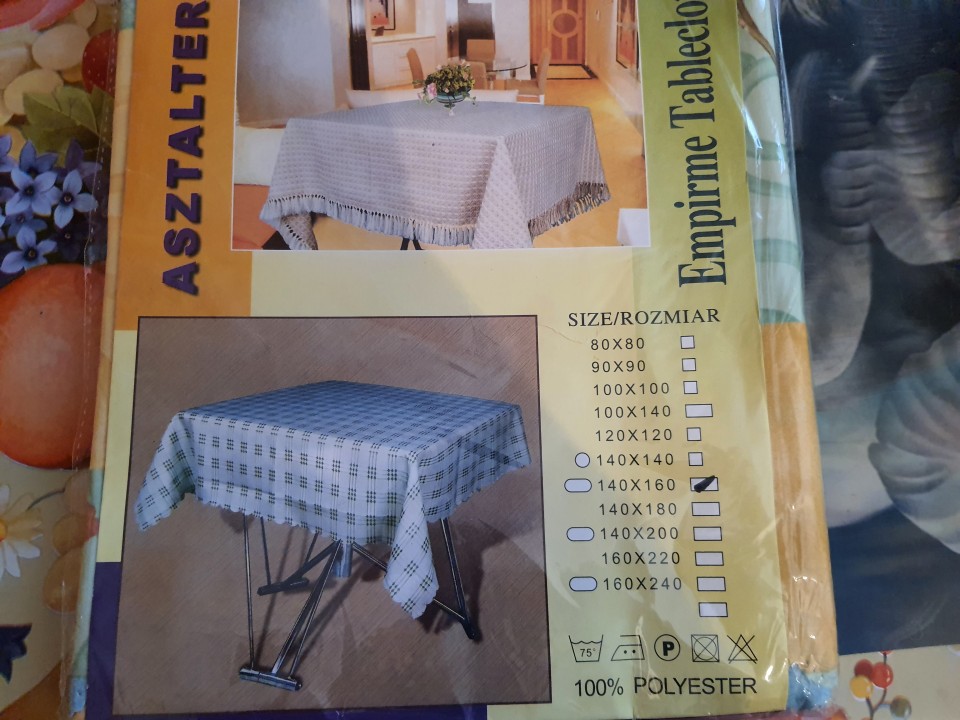 ASZTALTER
Empirme Tableclo
SIZE/ROZMIAR
80X80
90X90
100X100
100X140
120X120
140X140
140X160
140X180
140X200
160X220
160X240
75°
P
100% POLYESTER